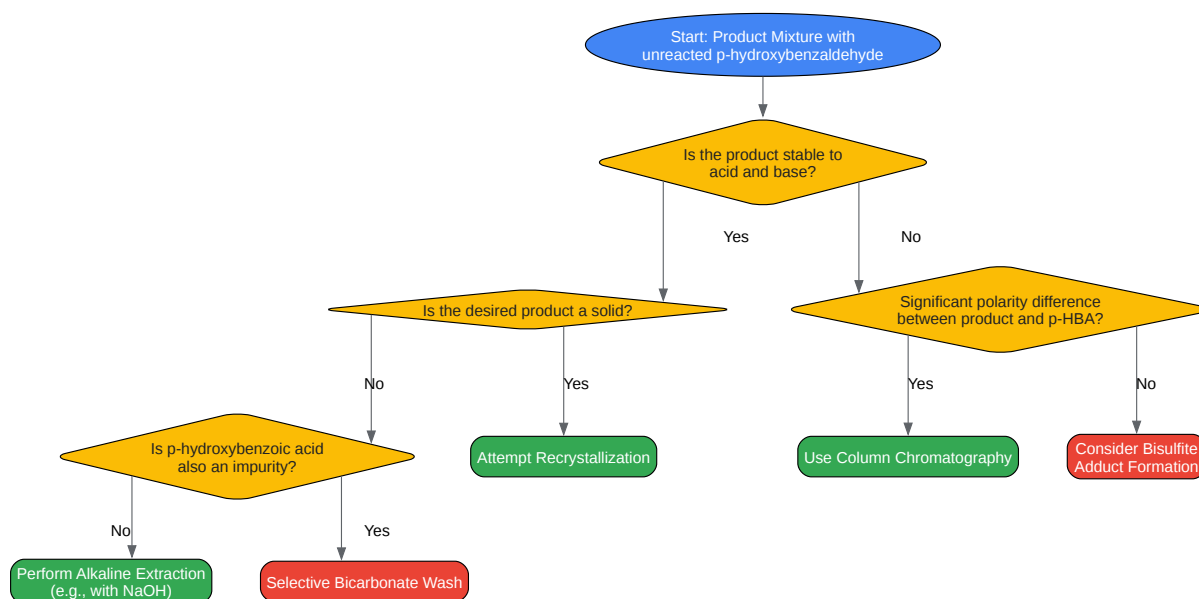 Start: Product Mixture with
unreacted p-hydroxybenzaldehyde
Is the product stable to
acid and base?
Yes
No
Is the desired product a solid?
Significant polarity difference
between product and p-HBA?
No
Yes
Yes
No
Is p-hydroxybenzoic acid
also an impurity?
Attempt Recrystallization
Use Column Chromatography
Consider Bisulfite
Adduct Formation
No
Yes
Perform Alkaline Extraction
(e.g., with NaOH)
Selective Bicarbonate Wash